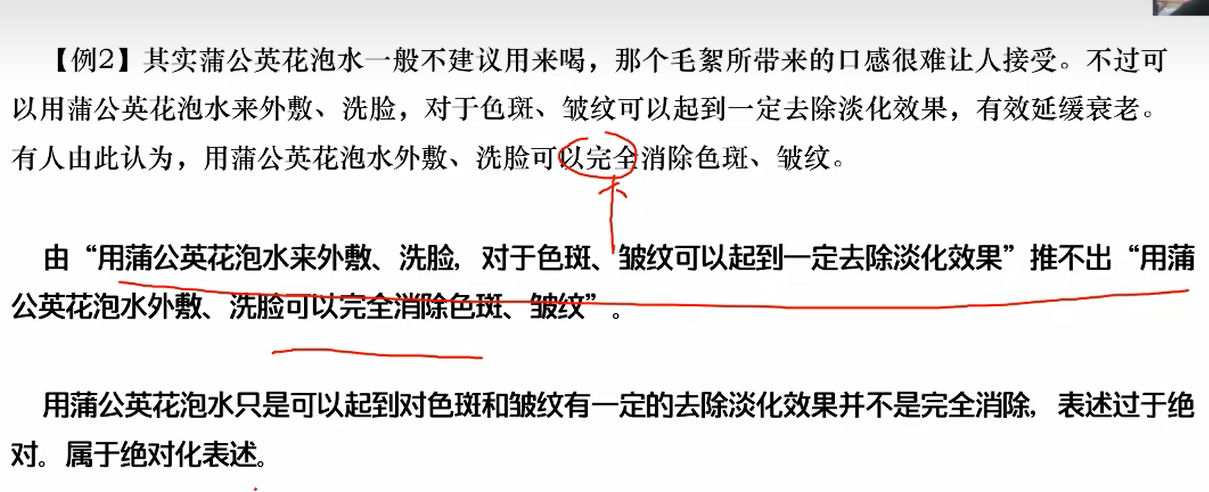 【例2】其实蒲公英花泡水一般不建议用来喝，那个毛絮所带来的口感很难让人接受。不过可
以用蒲公英花泡水来外敷、洗脸，对于色斑、皱纹可以起到一定去除淡化效果，有效延缓衰老。
有人由此认为，用蒲公英花泡水外敷、洗脸可以完全消除色斑、皱纹。
由“用蒲公英花泡水来外敷、洗脸，对于色斑、皱纹可以起到一定去除淡化效果”推不出“用蒲
公英花泡水外敷、洗脸可以完全消除色斑、皱纹”。
用蒲公英花泡水只是可以起到对色斑和皱纹有一定的去除淡化效果并不是完全消除，表述过于绝
对。属于绝对化表述。